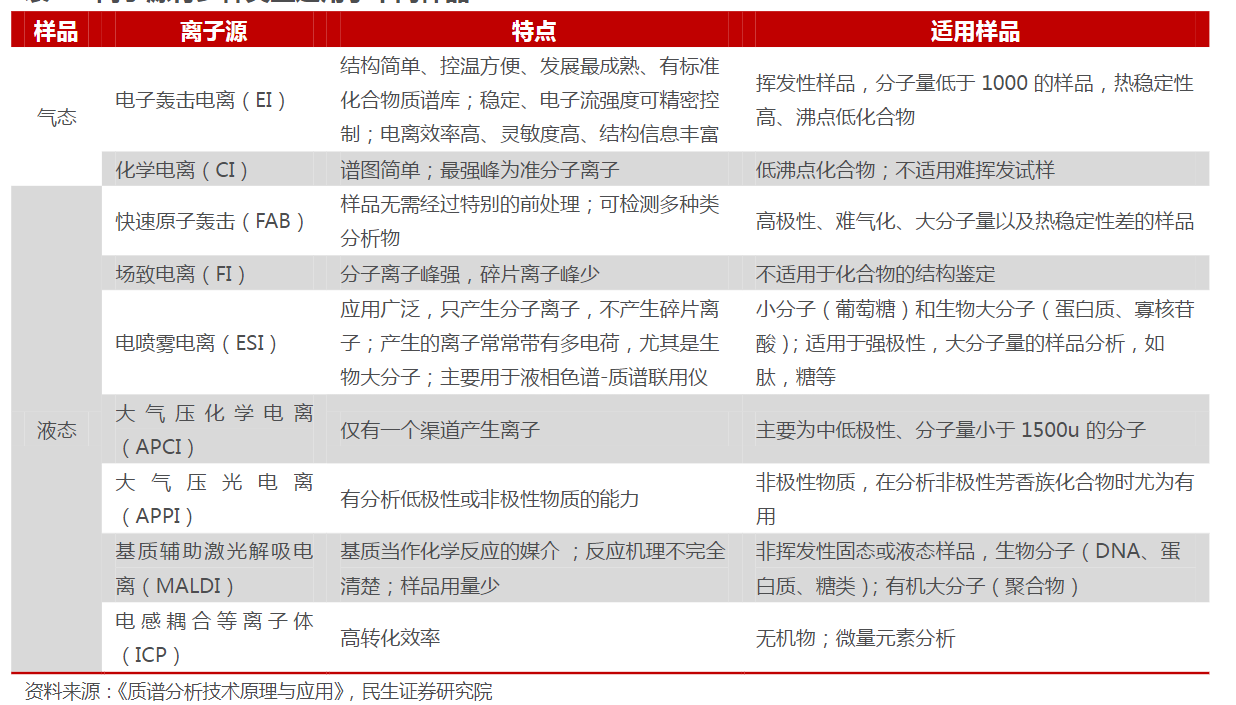 样品 离子源 特点 适用样品
气态
电子轰击电离（EI）
结构简单、控温方便、发展最成熟、有标准
化合物质谱库；稳定、电子流强度可精密控
制；电离效率高、灵敏度高、结构信息丰富
挥发性样品，分子量低于 1000 的样品，热稳定性
高、沸点低化合物
化学电离（CI）
谱图简单；最强峰为准分子离子
低沸点化合物；不适用难挥发试样
液态
快速原子轰击（FAB）
样品无需经过特别的前处理；可检测多种类
分析物
高极性、难气化、大分子量以及热稳定性差的样品
场致电离（FI）
分子离子峰强，碎片离子峰少
不适用于化合物的结构鉴定
电喷雾电离（ESI）
应用广泛，只产生分子离子，不产生碎片离
子；产生的离子常常带有多电荷，尤其是生
物大分子；主要用于液相色谱-质谱联用仪
小分子（葡萄糖）和生物大分子（蛋白质、寡核苷
酸）；适用于强极性，大分子量的样品分析，如
肽，糖等
大气压化学电离
（APCI）
仅有一个渠道产生离子
主要为中低极性、分子量小于 1500u 的分子
大气压光电离
（APPI）
有分析低极性或非极性物质的能力
非极性物质，在分析非极性芳香族化合物时尤为有
用
基质辅助激光解吸电
离（MALDI）
基质当作化学反应的媒介 ；反应机理不完全
清楚；样品用量少
非挥发性固态或液态样品，生物分子（DNA、蛋
白质、糖类）；有机大分子（聚合物）
电感耦合等离子体
（ICP）
高转化效率
无机物；微量元素分析
资料来源：《质谱分析技术原理与应用》，民生证券研究院